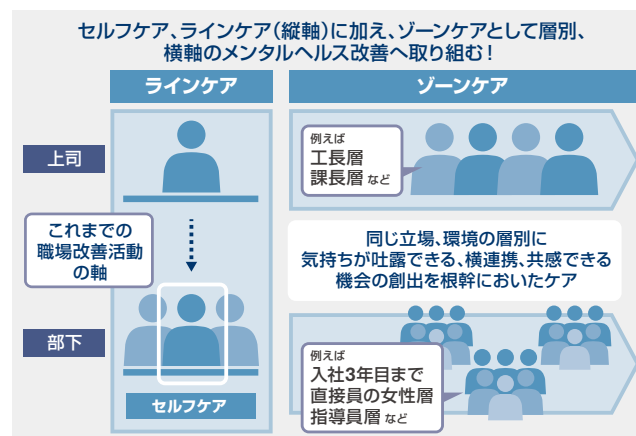 セルフケア、ラインケア（縦軸）に加え、ゾーンケアとして層別、
横軸のメンタルヘルス改善へ取り組む！
ラインケア
ゾーンケア
上司
例えば
工長層
課長層 など
これまでの
職場改善活動
の軸
同じ立場、環境の層別に
気持ちが吐露できる、横連携、共感できる
機会の創出を根幹においたケア
部下
セルフケア
例えば
入社3年目まで
直接員の女性層
指導員層 など